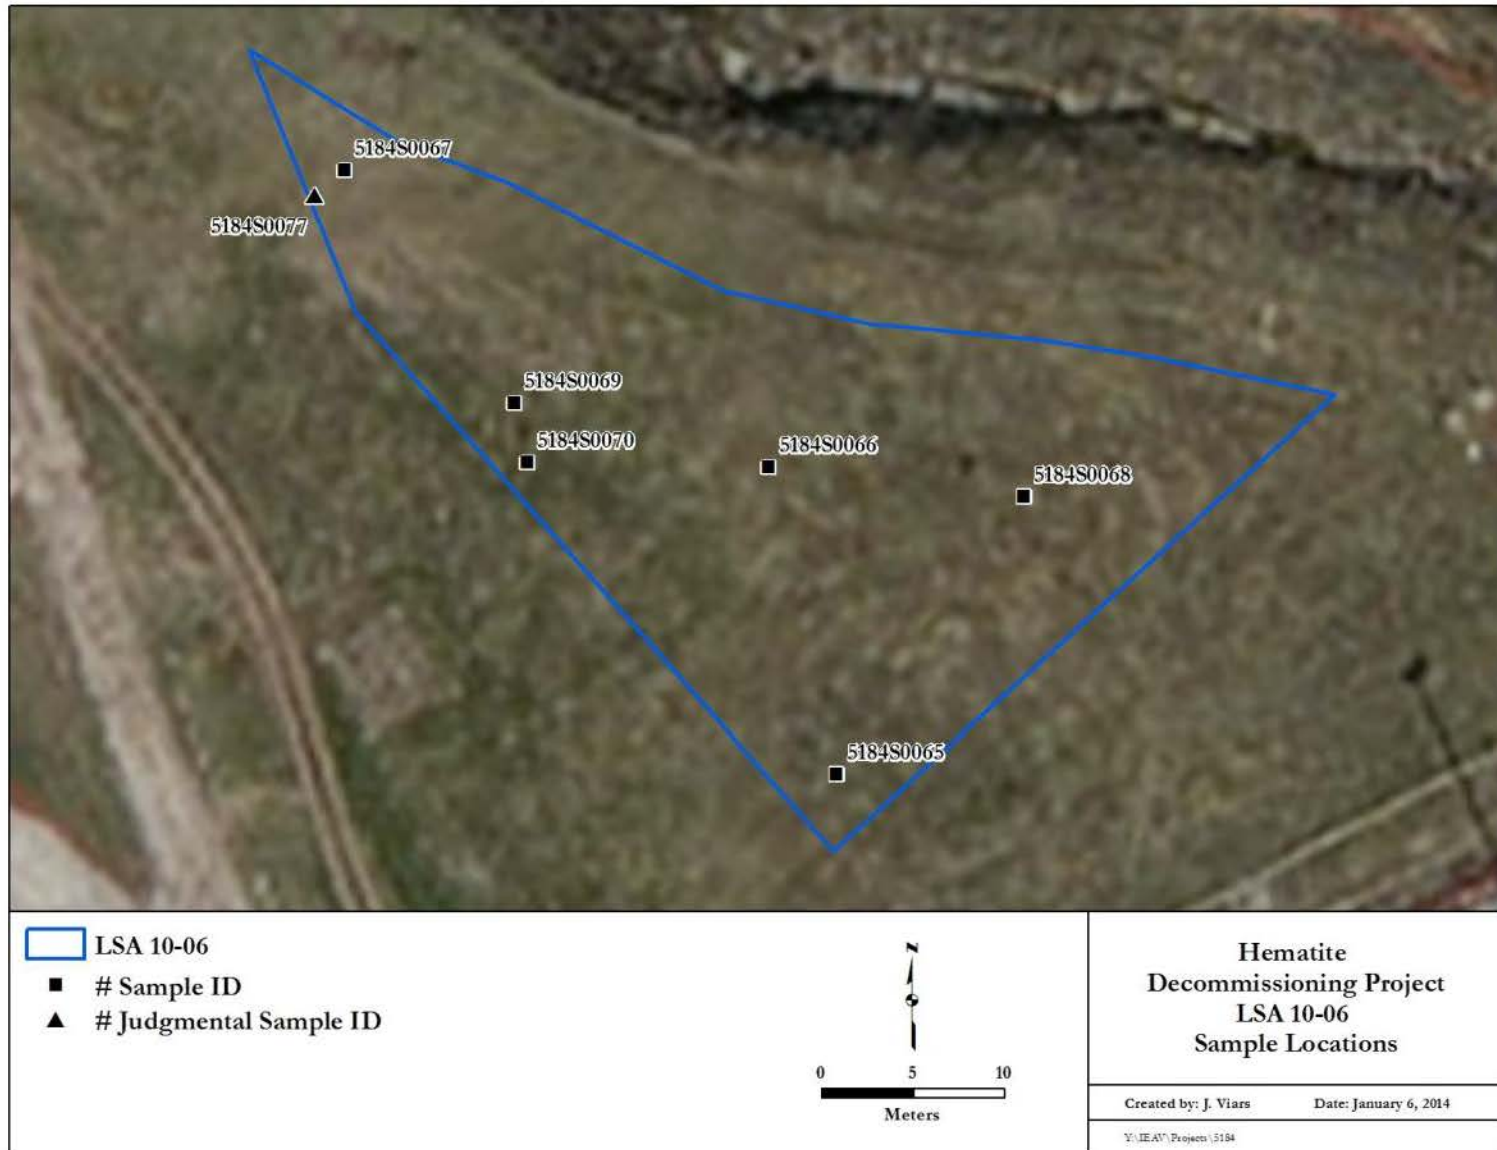 5184S0067
5184S0077
5184S0069
5184S0070
5184S0066
5184S0068
5184S0065
LSA 10-06
# Sample ID
# Judgmental Sample ID
N
0 5 10
Meters
Hematite
Decommissioning Project
LSA 10-06
Sample Locations
Created by: J. Viars Date: January 6, 2014
Y:\IEAV\Projects\5184